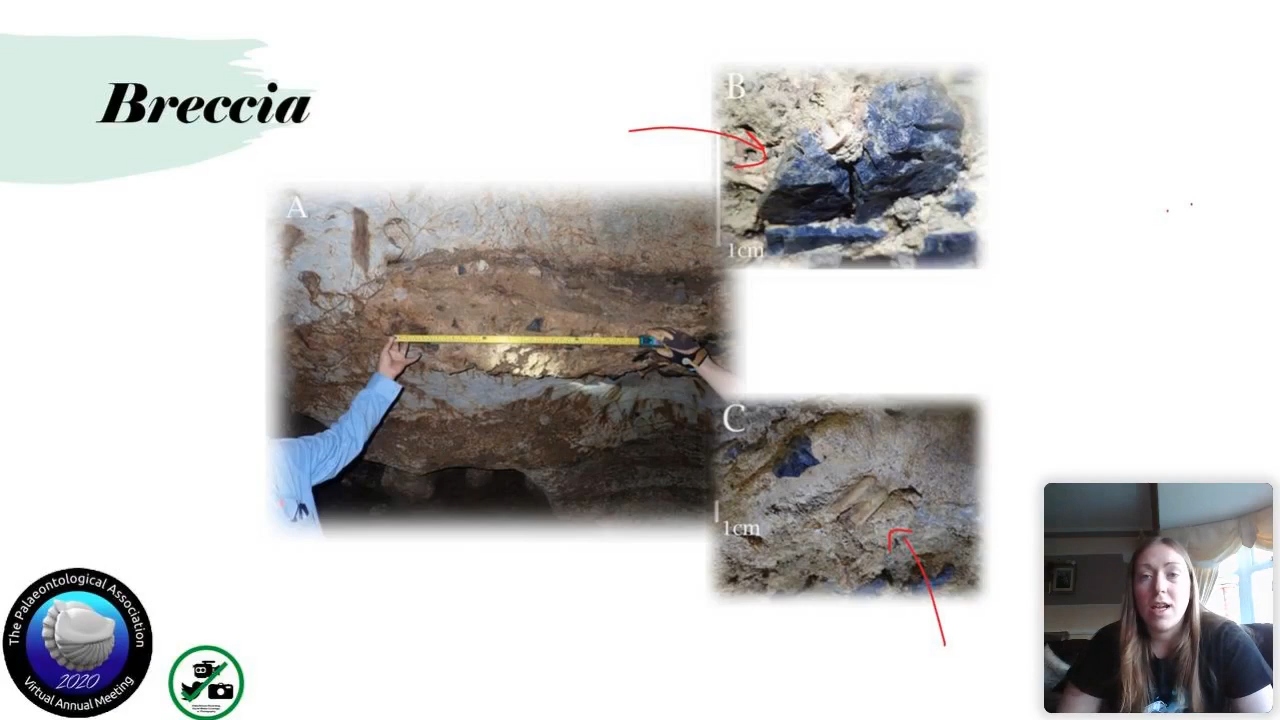 Breccia
A
B
1cm
C
1cm
The Palaeontological Association
2020
Virtual Annual Meeting